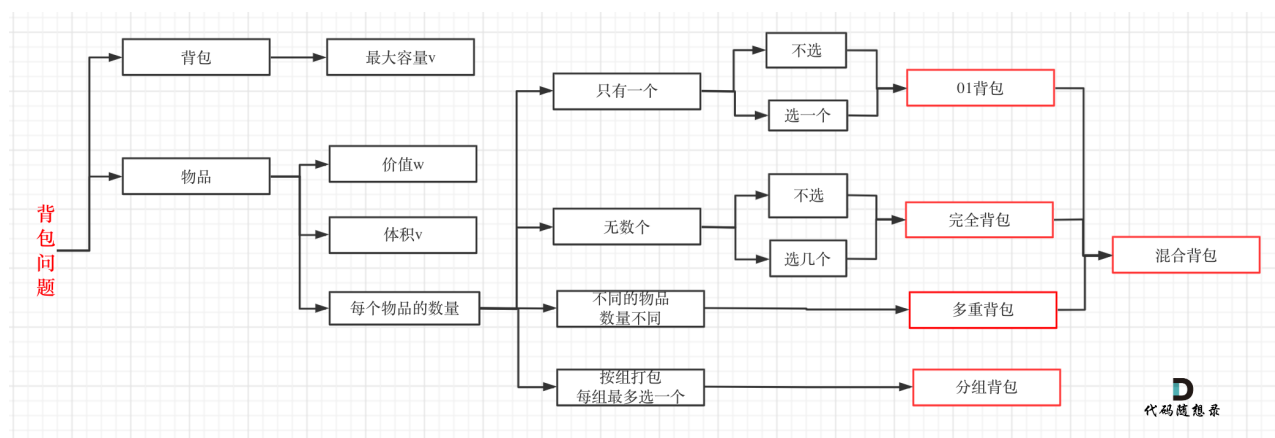 背包问题
背包
最大容量v
物品
价值w
体积v
每个物品的数量
只有一个
不选
选一个
01背包
无数个
不选
选几个
完全背包
不同的物品
数量不同
多重背包
混合背包
按组打包
每组最多选一个
分组背包
代码随想录